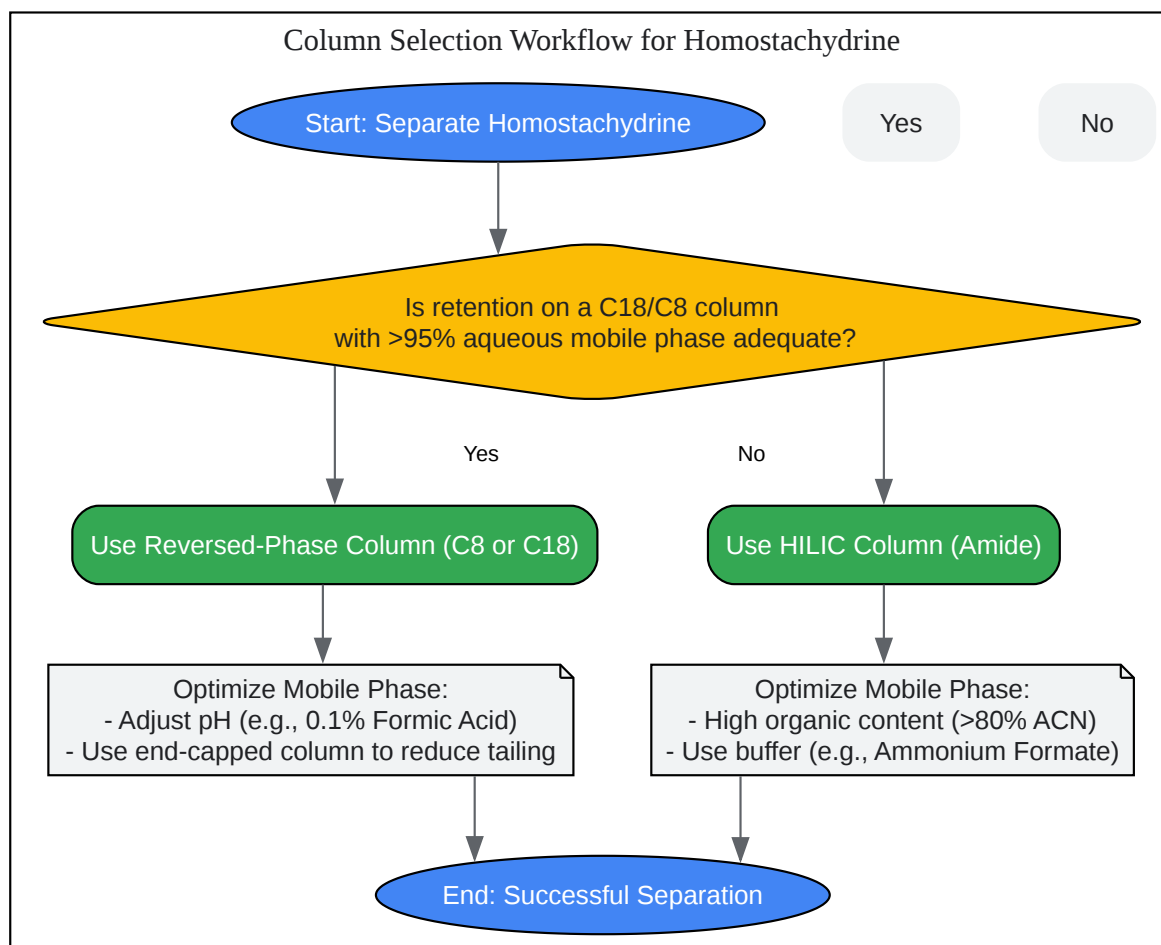 Column Selection Workflow for Homostachydrine
Start: Separate Homostachydrine
Yes
No
Is retention on a C18/C8 column
with >95% aqueous mobile phase adequate?
Yes
No
Use Reversed-Phase Column (C8 or C18)
Use HILIC Column (Amide)
Optimize Mobile Phase:
- Adjust pH (e.g., 0.1% Formic Acid)
- Use end-capped column to reduce tailing
Optimize Mobile Phase:
- High organic content (>80% ACN)
- Use buffer (e.g., Ammonium Formate)
End: Successful Separation